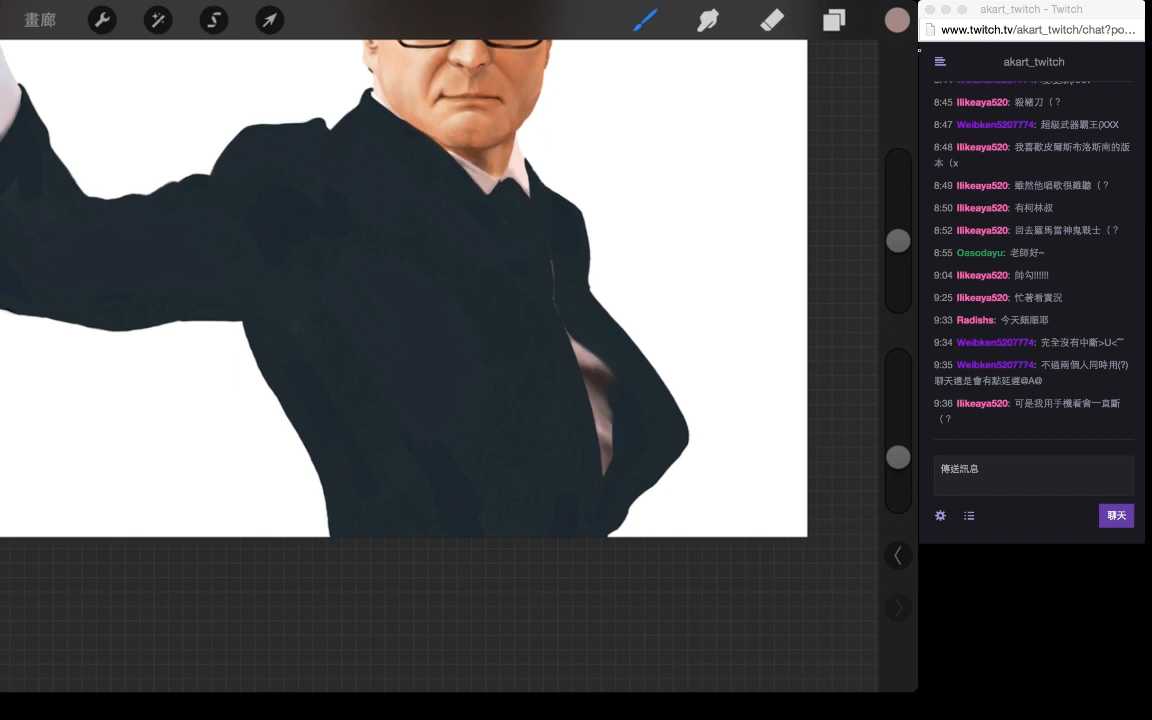 畫廊
akart_twitch - Twitch
www.twitch.tv/akart_twitch/chat?po…
akart_twitch
8:45 Ilikeaya520: 殺豬刀（？
8:47 Weibken5207774: 超級武器霸王(XXX
8:48 Ilikeaya520: 我喜歡皮爾斯布洛斯南的版
本（x
8:49 Ilikeaya520: 雖然他唱歌很難聽（？
8:50 Ilikeaya520: 有柯林叔
8:52 Ilikeaya520: 回去羅馬當神鬼戰士（？
8:55 Oasodayu: 老師好~
9:04 Ilikeaya520: 帥勾!!!!!!
9:25 Ilikeaya520: 忙著看實況
9:33 Radishs: 今天頗順耶
9:34 Weibken5207774: 完全沒有中斷>U<~~
9:35 Weibken5207774: 不過兩個人同時用(?)
聊天還是會有點延遲@A@
9:36 Ilikeaya520: 可是我用手機看會一直斷
（？
傳送訊息
聊天